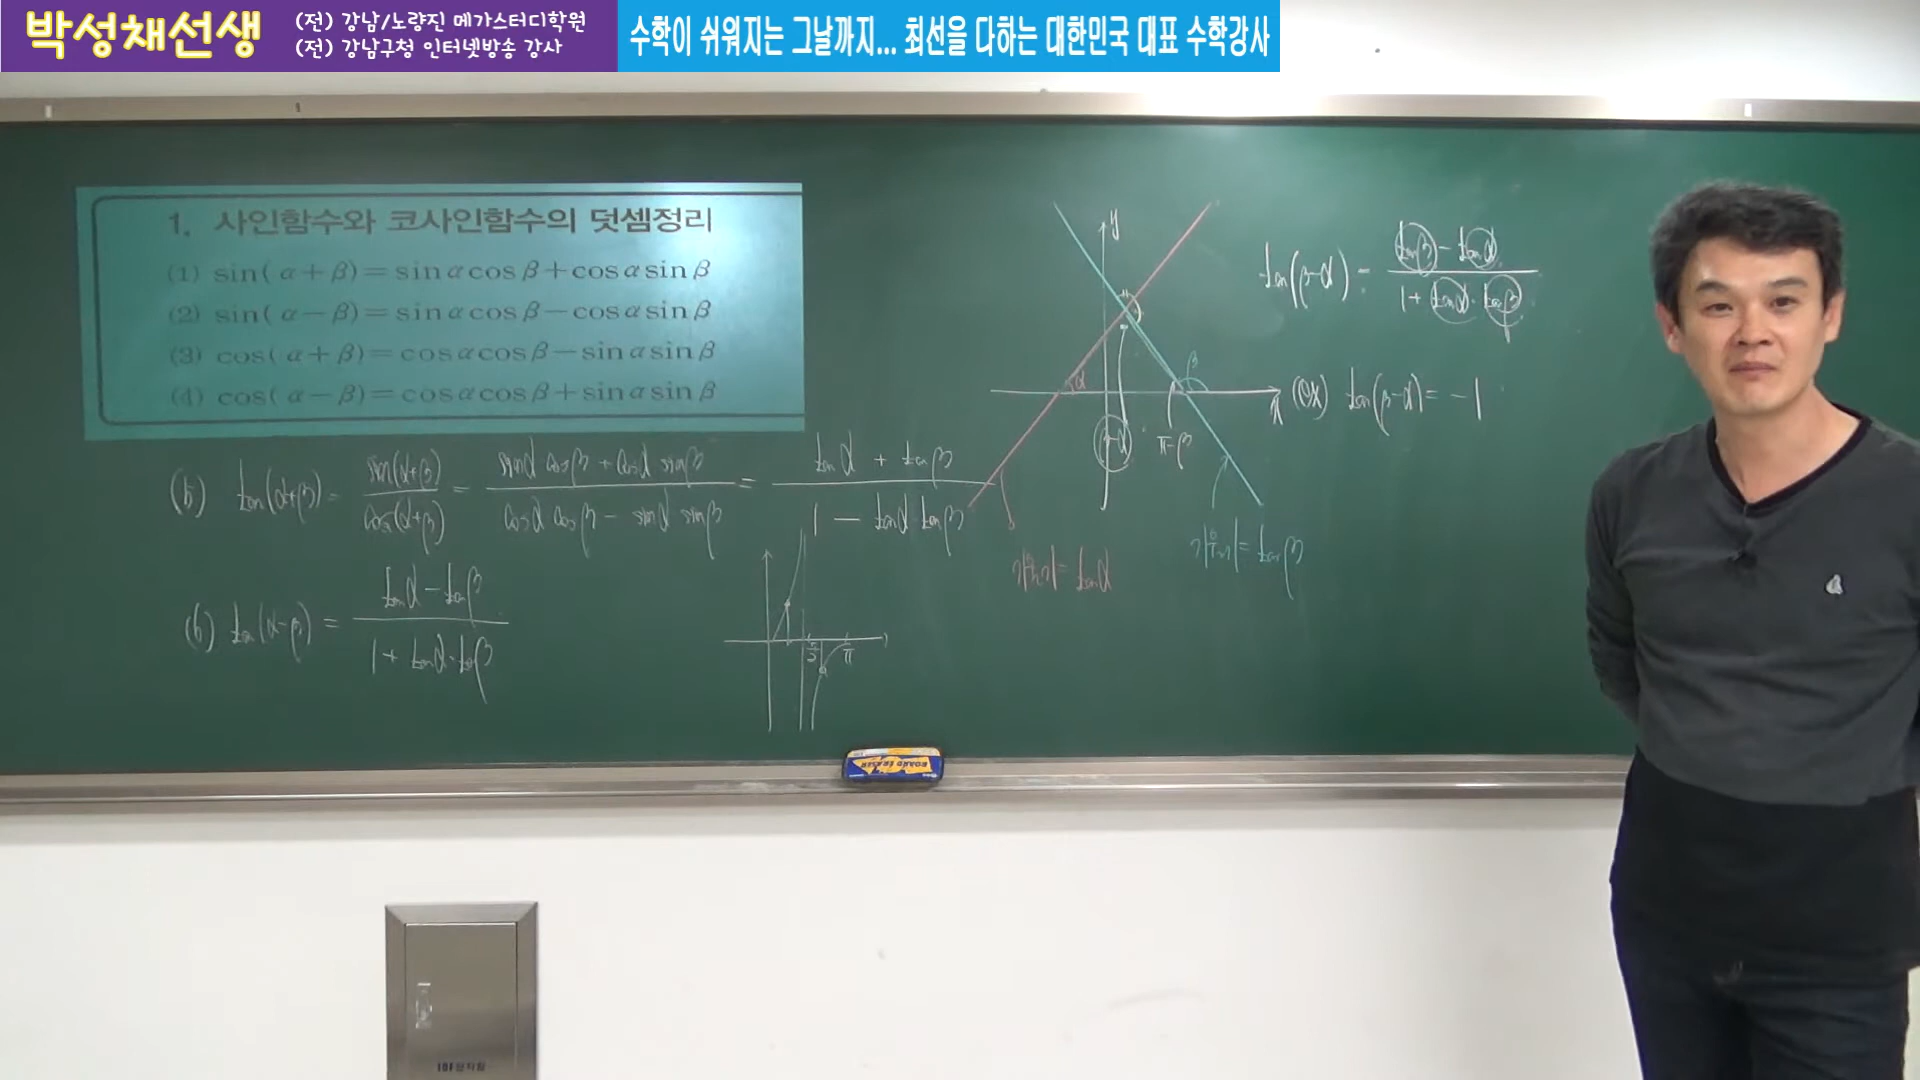 박성채선생
(전) 강남/노량진 메가스터디학원
(전) 강남구청 인터넷방송 강사
수학이 쉬워지는 그날까지... 최선을 다하는 대한민국 대표 수학강사
1. 사인함수와 코사인함수의 덧셈정리
(1) sin(α+β)=sinαcosβ+cosαsinβ
(2) sin(α−β)=sinαcosβ−cosαsinβ
(3) cos(α+β)=cosαcosβ−sinαsinβ
(4) cos(α−β)=cosαcosβ+sinαsinβ
(5) tan(α+β) = sin(α+β) / cos(α+β) = sinα cosβ + cosα sinβ / cosα cosβ − sinα sinβ = tanα + tanβ / 1 − tanα·tanβ
(6) tan(α−β) = tanα − tanβ / 1 + tanα·tanβ
π/2 π
y
α β
x
β−α π−β
기울기 = tanα
기울기 = tanβ
tan(β−α) = tanβ − tanα / 1 + tanα·tanβ
(ex) tan(β−α) = −1
BOARD ERASER